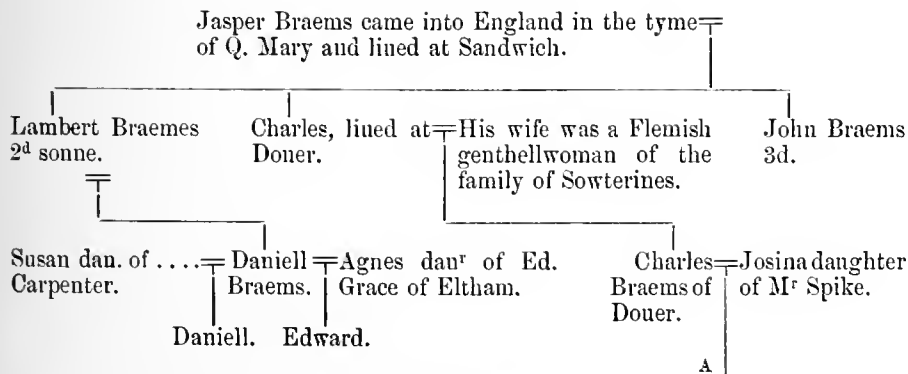 Jasper Braems came into England in the tyme
of Q. Mary and liued at Sandwich.
Lambert Braemes
2d sonne.
Charles, liued at
Douer.
His wife was a Flemish
genthellwoman of the
family of Sowterines.
John Braems
3d.
Susan dan. of ....
Carpenter.
Daniell
Braems.
Agnes daur of Ed.
Grace of Eltham.
Charles
Braems of
Douer.
Josina daughter
of Mr Spike.
Daniell.
Edward.
A